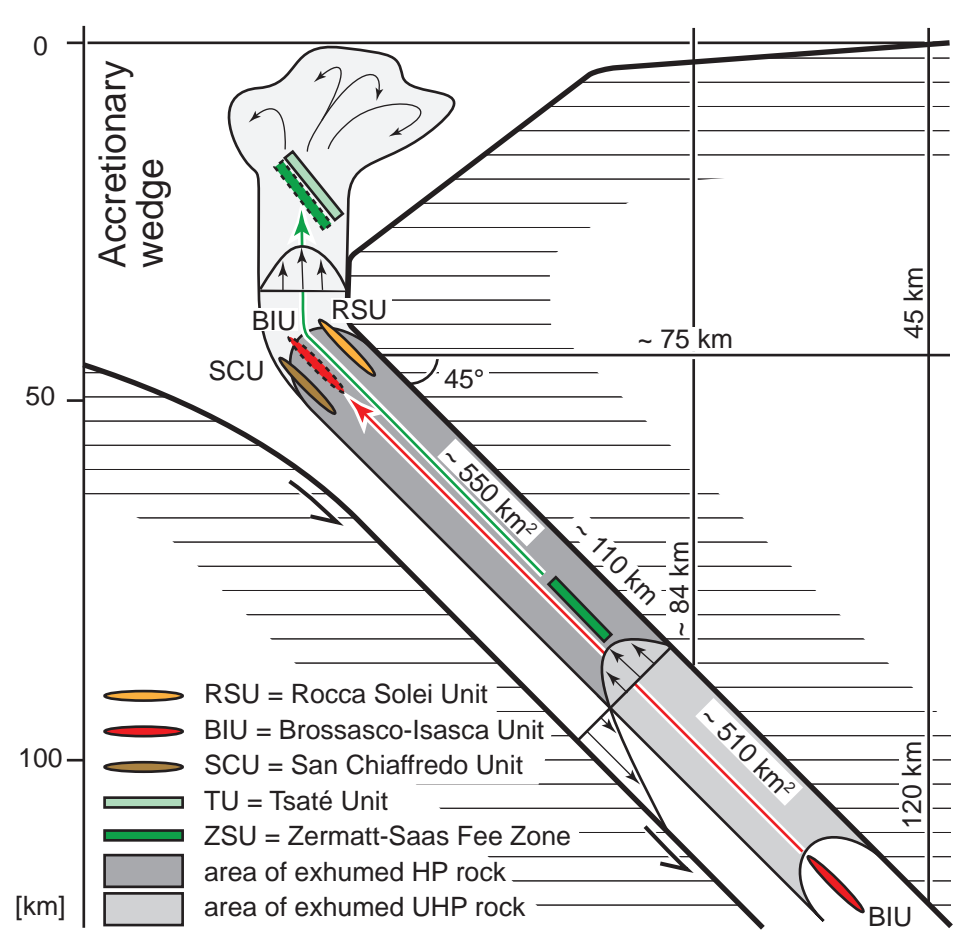 0
Accretionary
wedge
RSU
BIU
45 km
~ 75 km
SCU
45°
50
~ 550 km²
~ 110 km
~ 84 km
RSU = Rocca Solei Unit
BIU = Brossasco-Isasca Unit
~ 510 km²
100
SCU = San Chiaffredo Unit
120 km
TU = Tsaté Unit
ZSU = Zermatt-Saas Fee Zone
area of exhumed HP rock
[km]
area of exhumed UHP rock
BIU